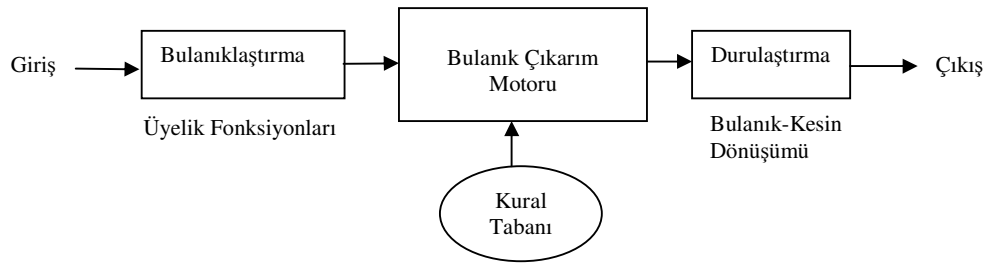 Giriş
Bulanıklaştırma
Bulanık Çıkarım
Motoru
Durulaştırma
Çıkış
Üyelik Fonksiyonları
Bulanık-Kesin
Dönüşümü
Kural
Tabanı